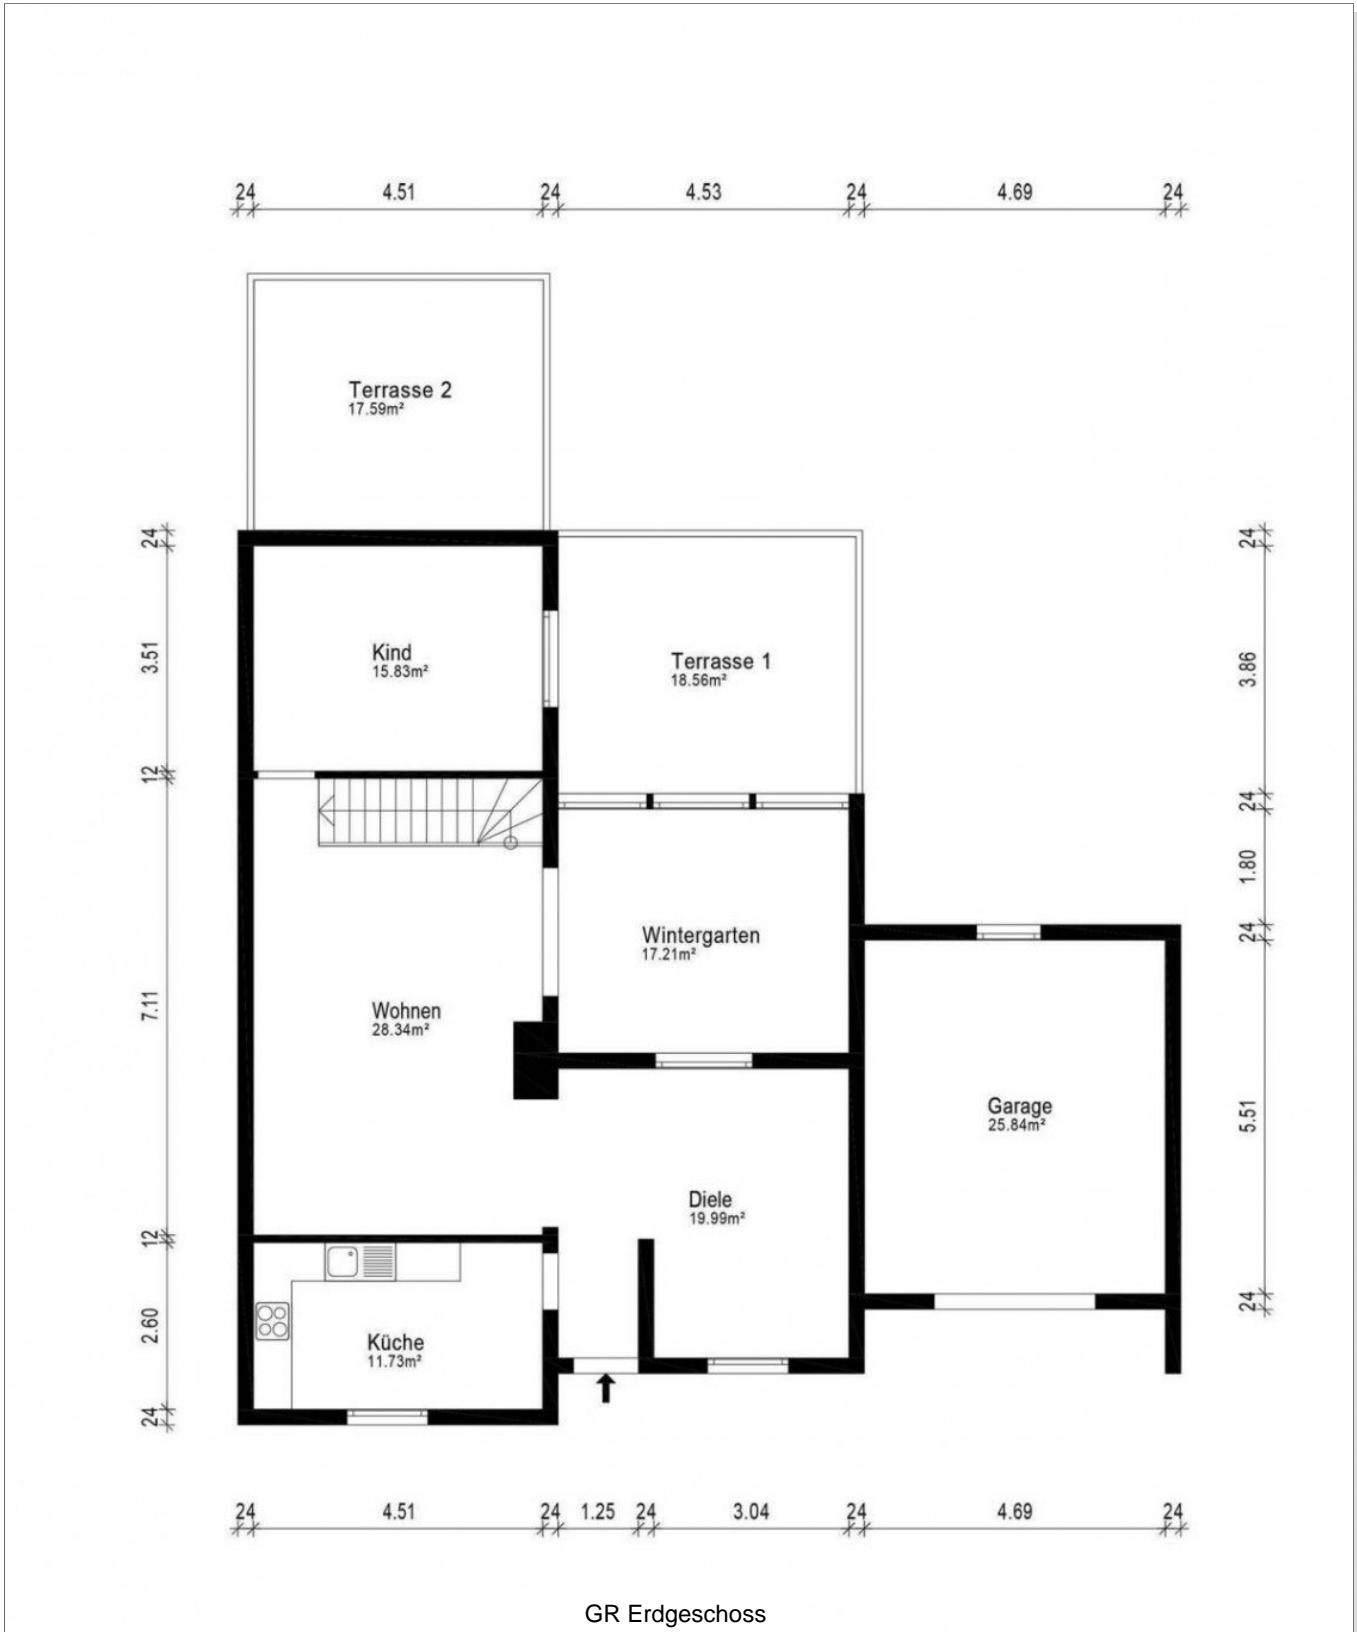 24 4.51 24 4.53 24 4.69 24
Terrasse 2
17.59m²
24
3.51
12
7.11
12
2.60
24
Kind
15.83m²
Terrasse 1
18.56m²
Wintergarten
17.21m²
Wohnen
28.34m²
Garage
25.84m²
Diele
19.99m²
Küche
11.73m²
24
3.86
24
1.80
24
5.51
24
24 4.51 24 1.25 24 3.04 24 4.69 24
GR Erdgeschoss